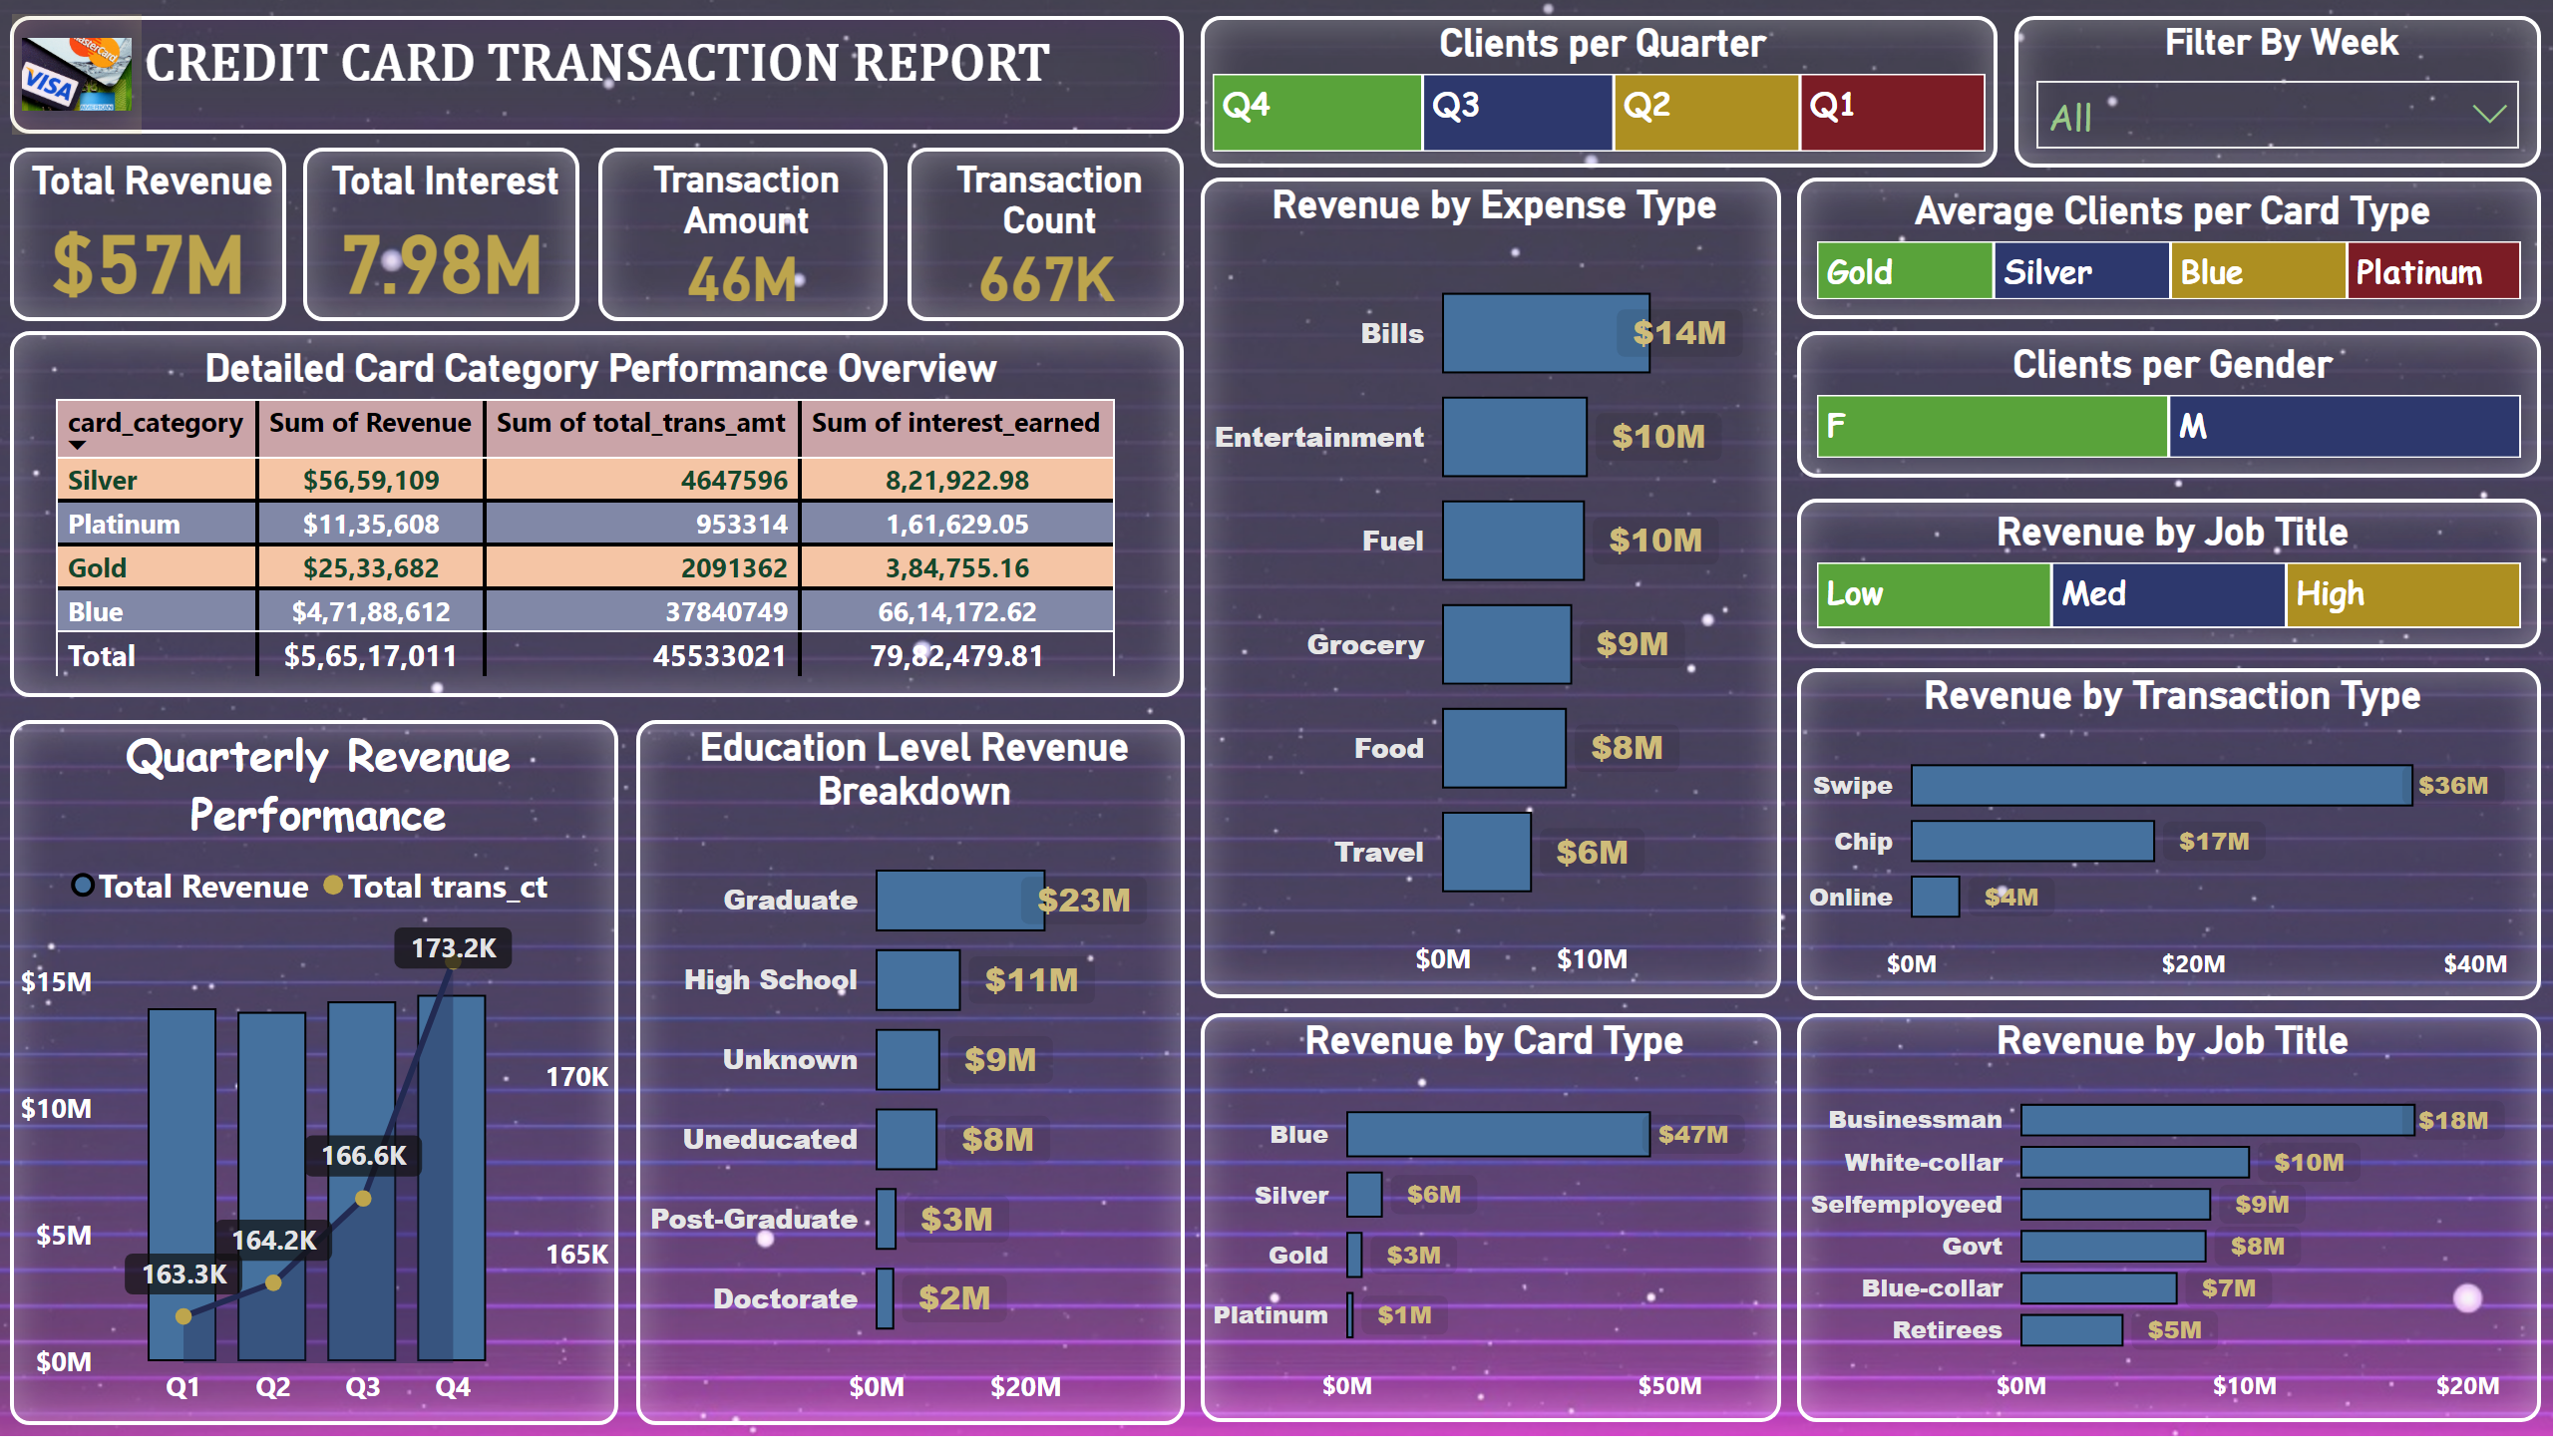 CREDIT CARD TRANSACTION REPORT
MasterCard
VISA
Clients per Quarter
Q4 Q3 Q2 Q1
Filter By Week
All
Total Revenue
$57M
Total Interest
7.98M
Transaction
Amount
46M
Transaction
Count
667K
Detailed Card Category Performance Overview
card_category Sum of Revenue Sum of total_trans_amt Sum of interest_earned
Silver $56,59,109 4647596 8,21,922.98
Platinum $11,35,608 953314 1,61,629.05
Gold $25,33,682 2091362 3,84,755.16
Blue $4,71,88,612 37840749 66,14,172.62
Total $5,65,17,011 45533021 79,82,479.81
Quarterly Revenue
Performance
Total Revenue Total trans_ct
173.2K
$15M
170K
$10M
166.6K
$5M
164.2K
165K
163.3K
$0M
Q1 Q2 Q3 Q4
Education Level Revenue
Breakdown
Graduate $23M
High School $11M
Unknown $9M
Uneducated $8M
Post-Graduate $3M
Doctorate $2M
$0M $20M
Revenue by Expense Type
Bills $14M
Entertainment $10M
Fuel $10M
Grocery $9M
Food $8M
Travel $6M
$0M $10M
Revenue by Card Type
Blue $47M
Silver $6M
Gold $3M
Platinum $1M
$0M $50M
Average Clients per Card Type
Gold Silver Blue Platinum
Clients per Gender
F M
Revenue by Job Title
Low Med High
Revenue by Transaction Type
Swipe $36M
Chip $17M
Online $4M
$0M $20M $40M
Revenue by Job Title
Businessman $18M
White-collar $10M
Selfemployeed $9M
Govt $8M
Blue-collar $7M
Retirees $5M
$0M $10M $20M